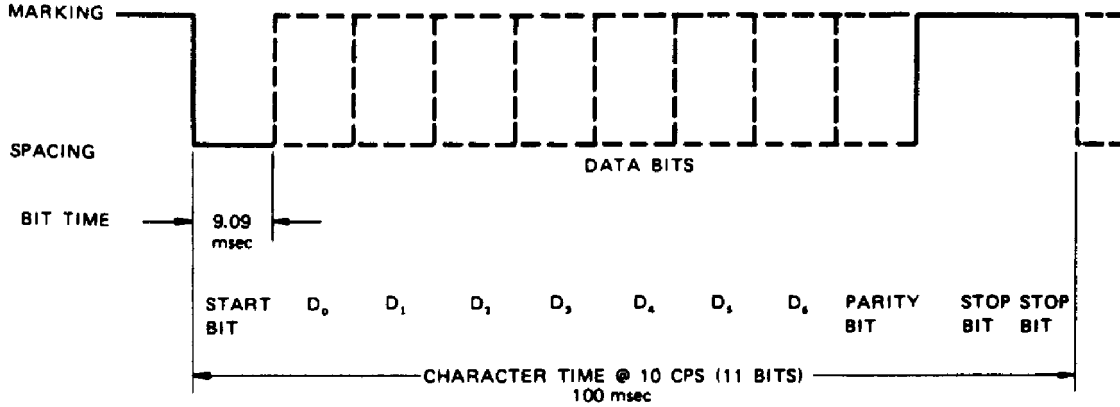 MARKING
SPACING
DATA BITS
BIT TIME
9.09
msec
START BIT
D₀
D₁
D₂
D₃
D₄
D₅
D₆
PARITY BIT
STOP BIT
STOP BIT
CHARACTER TIME @ 10 CPS (11 BITS)
100 msec